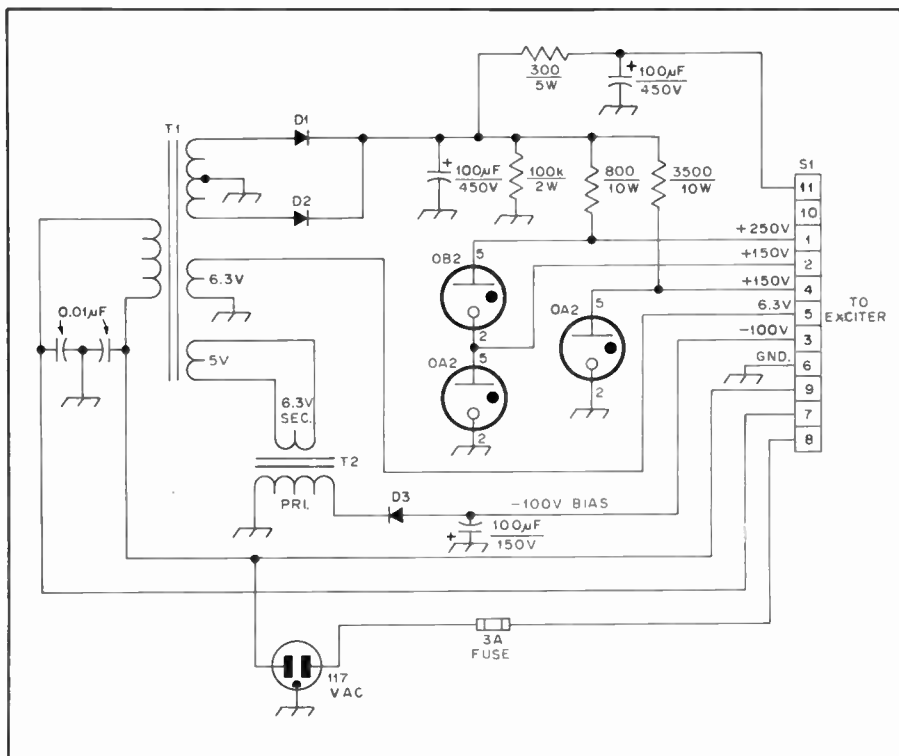 300
5W
+
100µF
450V
T1
D1
D2
+
100µF
450V
100k
2W
800
10W
3500
10W
S1
11
10
+250V
1
+150V
2
+150V
4
6.3V
5
-100V
3
GND.
6
9
7
8
TO
EXCITER
OB2
5
2
OA2
5
2
OA2
5
2
6.3V
0.01µF
5V
6.3V
SEC.
T2
PRI.
D3
-100V BIAS
+
100µF
150V
3A
FUSE
117
VAC